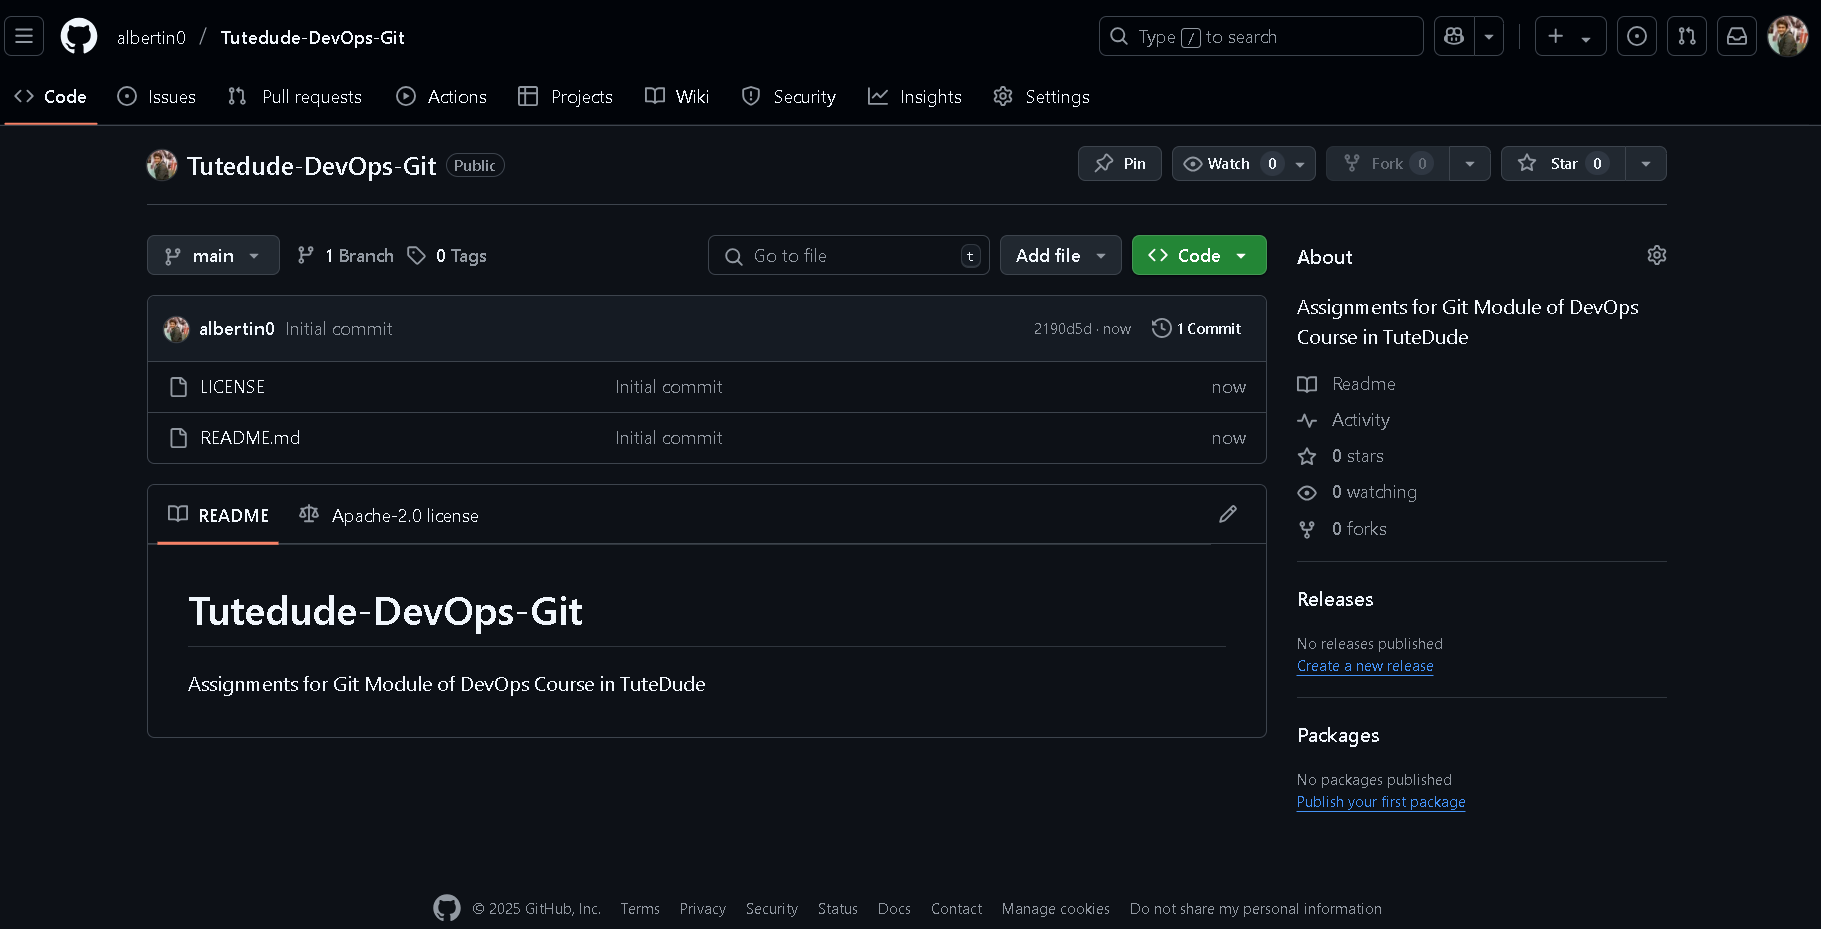 albertin0 / Tutedude-DevOps-Git
Type / to search
Code Issues Pull requests Actions Projects Wiki Security Insights Settings
Tutedude-DevOps-Git Public
Pin Watch 0 Fork 0 Star 0
main 1 Branch 0 Tags
Go to file t Add file Code
albertin0 Initial commit 2190d5d · now 1 Commit
LICENSE Initial commit now
README.md Initial commit now
README Apache-2.0 license
Tutedude-DevOps-Git
Assignments for Git Module of DevOps Course in TuteDude
About
Assignments for Git Module of DevOps
Course in TuteDude
Readme
Activity
0 stars
0 watching
0 forks
Releases
No releases published
Create a new release
Packages
No packages published
Publish your first package
© 2025 GitHub, Inc. Terms Privacy Security Status Docs Contact Manage cookies Do not share my personal information